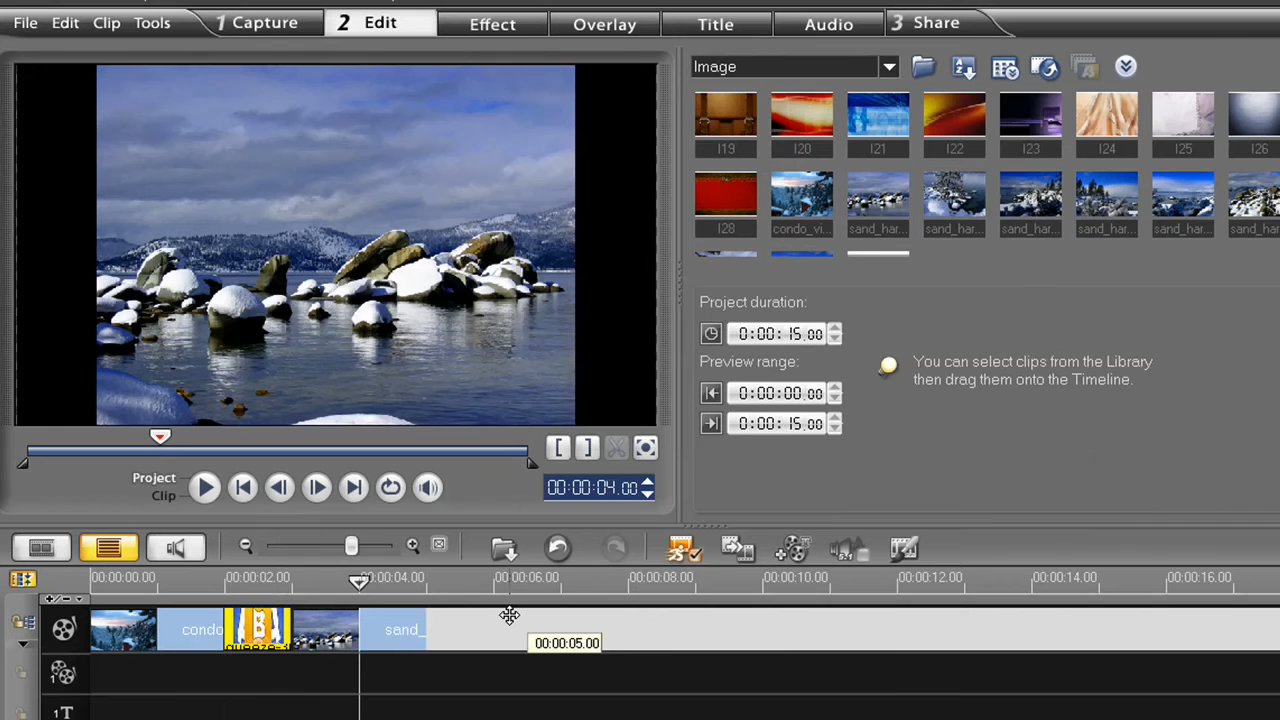 File Edit Clip Tools 1 Capture 2 Edit Effect Overlay Title Audio 3 Share
Image
I19 I20 I21 I22 I23 I24 I25 I26
I28 condo_vi... sand_har... sand_har... sand_har... sand_har... sand_har... sand_har
Project duration:
0:00:15.00
Preview range:
0:00:00.00
You can select clips from the Library
then drag them onto the Timeline.
0:00:15.00
Project
Clip
00:00:04.00
00:00:00.00 00:00:02.00 00:00:04.00 00:00:06.00 00:00:08.00 00:00:10.00 00:00:12.00 00:00:14.00 00:00:16.00
condo AB sand_
00:00:05.00
1
1T